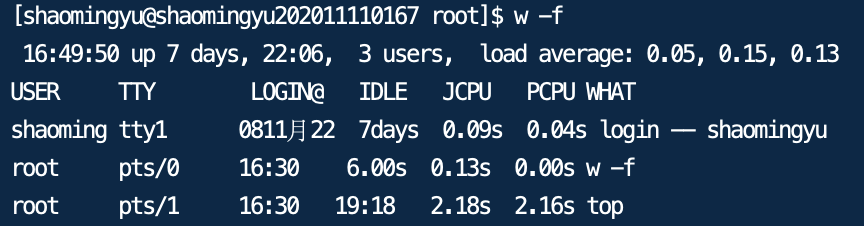 [shaomingyu@shaomingyu202011110167 root]$ w -f
16:49:50 up 7 days, 22:06,  3 users,  load average: 0.05, 0.15, 0.13
USER     TTY        LOGIN@   IDLE   JCPU   PCPU WHAT
shaoming tty1      0811月22  7days  0.09s  0.04s login -- shaomingyu
root     pts/0     16:30    6.00s  0.13s  0.00s w -f
root     pts/1     16:30   19:18   2.18s  2.16s top